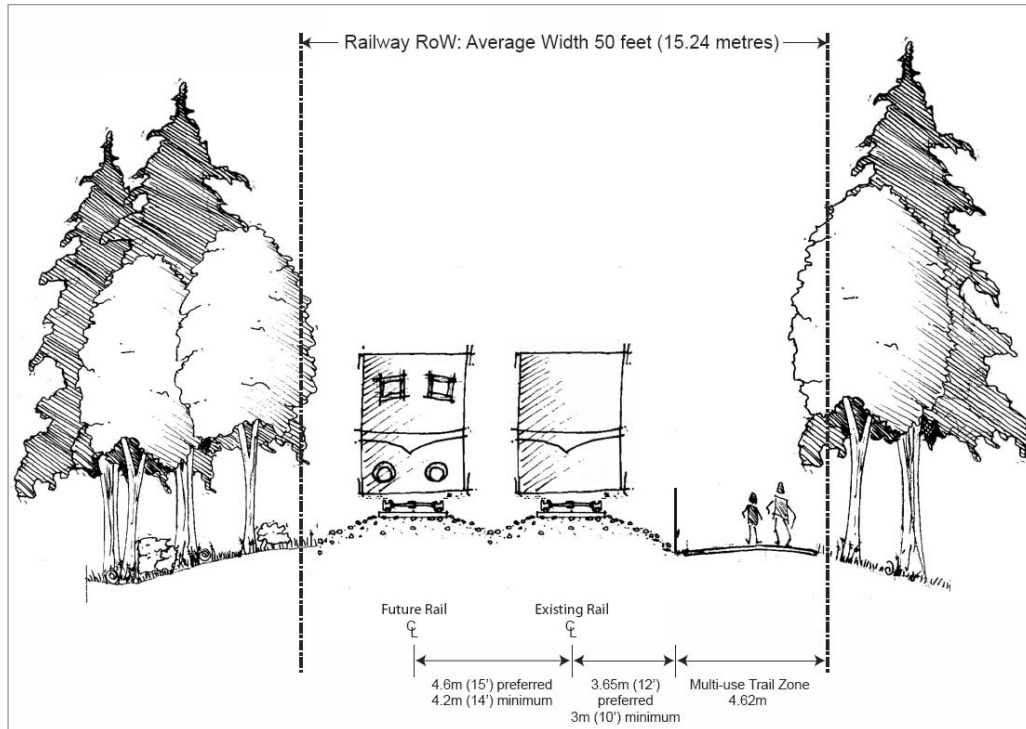 Railway RoW: Average Width 50 feet (15.24 metres)
Future Rail
℄
Existing Rail
℄
4.6m (15') preferred
4.2m (14') minimum
3.65m (12')
preferred
3m (10') minimum
Multi-use Trail Zone
4.62m